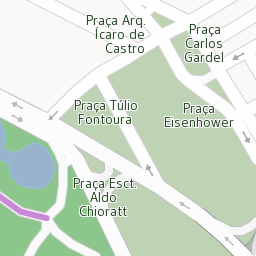 Praça Arq.
Ícaro de
Castro
Praça
Carlos
Gardel
Praça Túlio
Fontoura
Praça
Eisenhower
Praça Esct.
Aldo
Chioratt